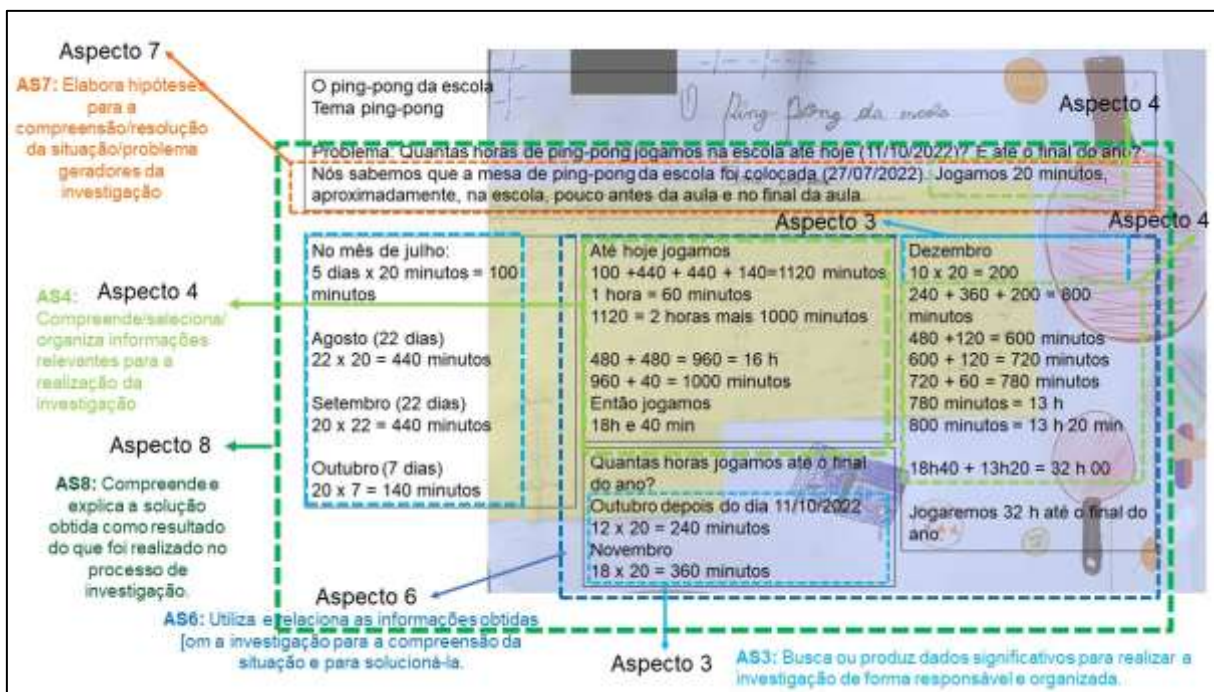 Aspecto 7
AS7: Elabora hipóteses
para a
compreensão/resolução
da situação/problema
geradores da
investigação
O ping-pong da escola
Tema ping-pong
1) Ping-Pong da escola
Aspecto 4
Problema: Quantas horas de ping-pong jogamos na escola até hoje (11/10/2022)? E até o final do ano?
Nós sabemos que a mesa de ping-pong da escola foi colocada (27/07/2022). Jogamos 20 minutos,
aproximadamente, na escola, pouco antes da aula e no final da aula.
Aspecto 3
Aspecto 4
No mês de julho:
5 dias x 20 minutos = 100
minutos
Agosto (22 dias)
22 x 20 = 440 minutos
Setembro (22 dias)
20 x 22 = 440 minutos
Outubro (7 dias)
20 x 7 = 140 minutos
Até hoje jogamos
100 +440 + 440 + 140=1120 minutos
1 hora = 60 minutos
1120 = 2 horas mais 1000 minutos
480 + 480 = 960 = 16 h
960 + 40 = 1000 minutos
Então jogamos
18h e 40 min
Quantas horas jogamos até o final
do ano?
Outubro depois do dia 11/10/2022
12 x 20 = 240 minutos
Novembro
18 x 20 = 360 minutos
Dezembro
10 x 20 = 200
240 + 360 + 200 = 800
minutos
480 +120 = 600 minutos
600 + 120 = 720 minutos
720 + 60 = 780 minutos
780 minutos = 13 h
800 minutos = 13 h 20 min
18h40 + 13h20 = 32 h 00
Jogaremos 32 h até o final do
ano.
Aspecto 4
AS4:
Compreende/seleciona/
organiza informações
relevantes para a
realização da
investigação
Aspecto 8
AS8: Compreende e
explica a solução
obtida como resultado
do que foi realizado no
processo de
investigação.
Aspecto 6
AS6: Utiliza e relaciona as informações obtidas
[om a investigação para a compreensão da
situação e para solucioná-la.
Aspecto 3
AS3: Busca ou produz dados significativos para realizar a
investigação de forma responsável e organizada.